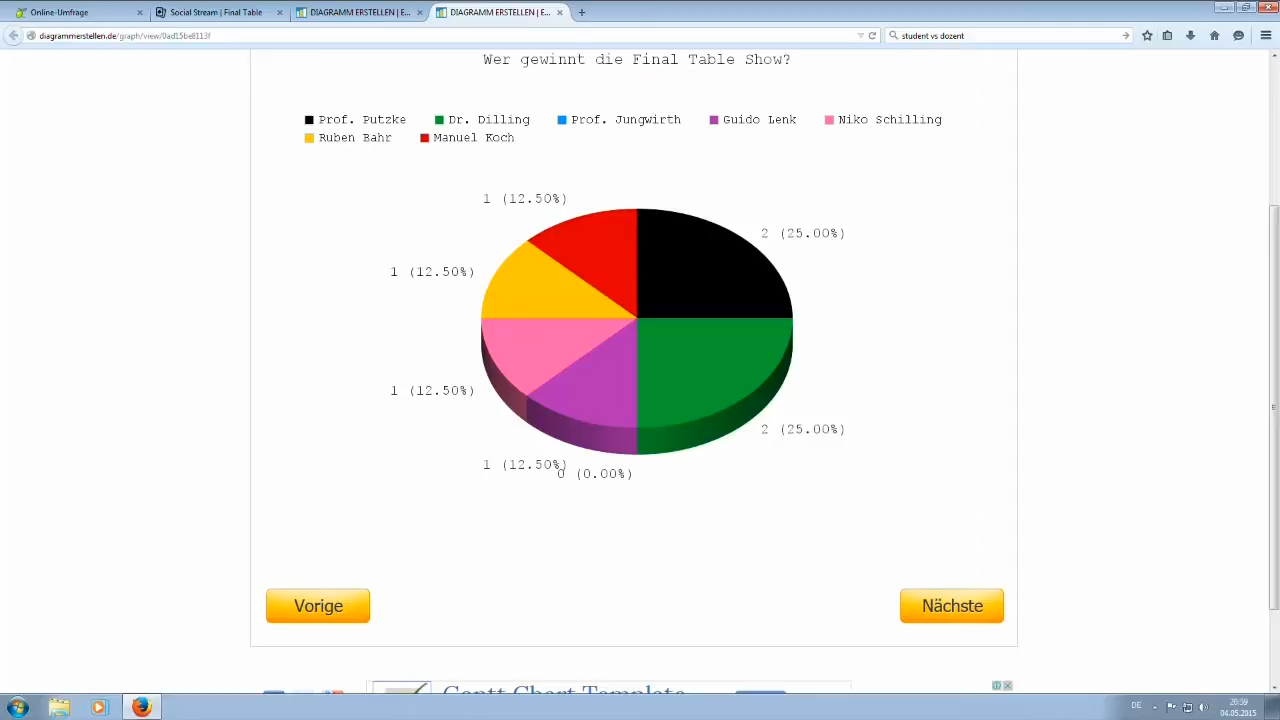 Online-Umfrage
Social Stream | Final Table
DIAGRAMM ERSTELLEN | E...
DIAGRAMM ERSTELLEN | E...
diagrammerstellen.de/graph/view/0ad15be8113f
student vs dozent
Wer gewinnt die Final Table Show?
Prof. Putzke
Dr. Dilling
Prof. Jungwirth
Guido Lenk
Niko Schilling
Ruben Bahr
Manuel Koch
1 (12.50%)
2 (25.00%)
1 (12.50%)
1 (12.50%)
2 (25.00%)
1 (12.50%)
0 (0.00%)
Vorige
Nächste
Gantt Chart Template
DE
20:59
04.05.2015